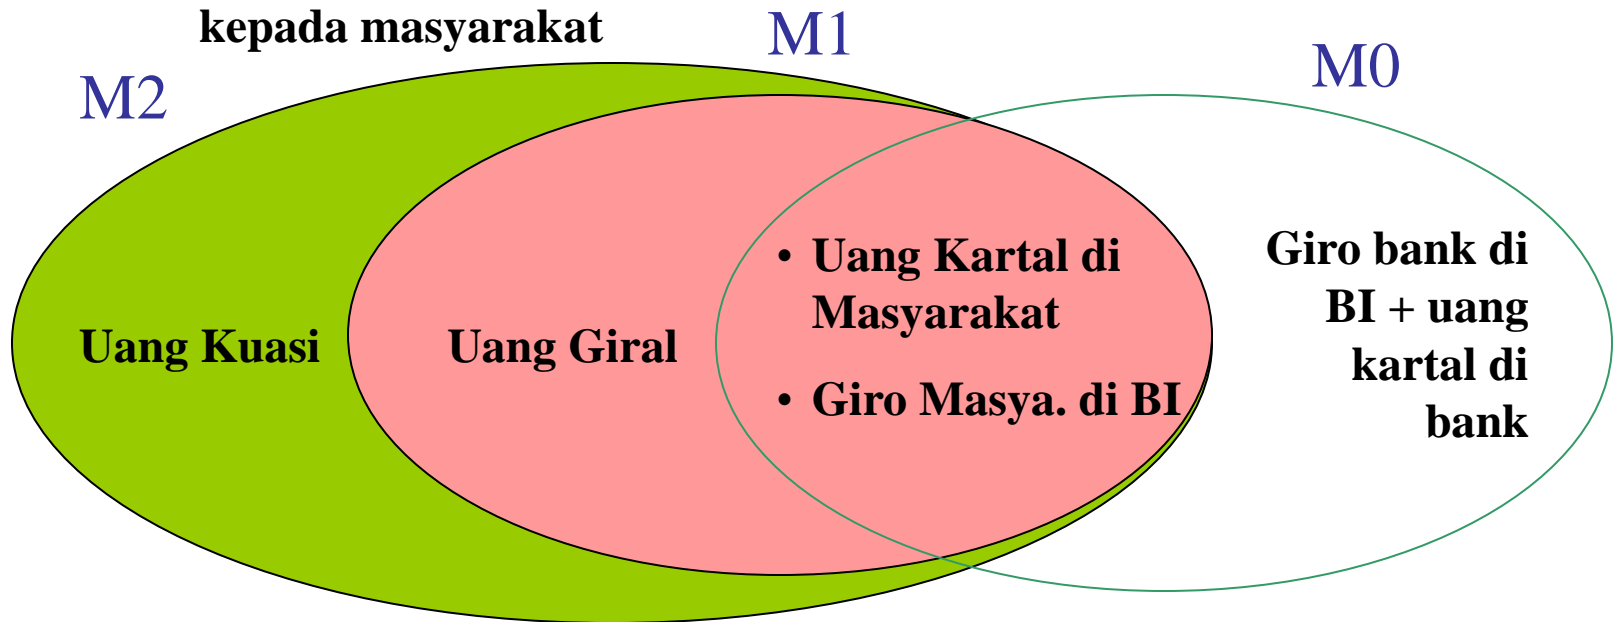 kepada masyarakat
M1
M0
M2
Uang Kuasi
Uang Giral
• Uang Kartal di
Masyarakat
• Giro Masya. di BI
Giro bank di
BI + uang
kartal di
bank